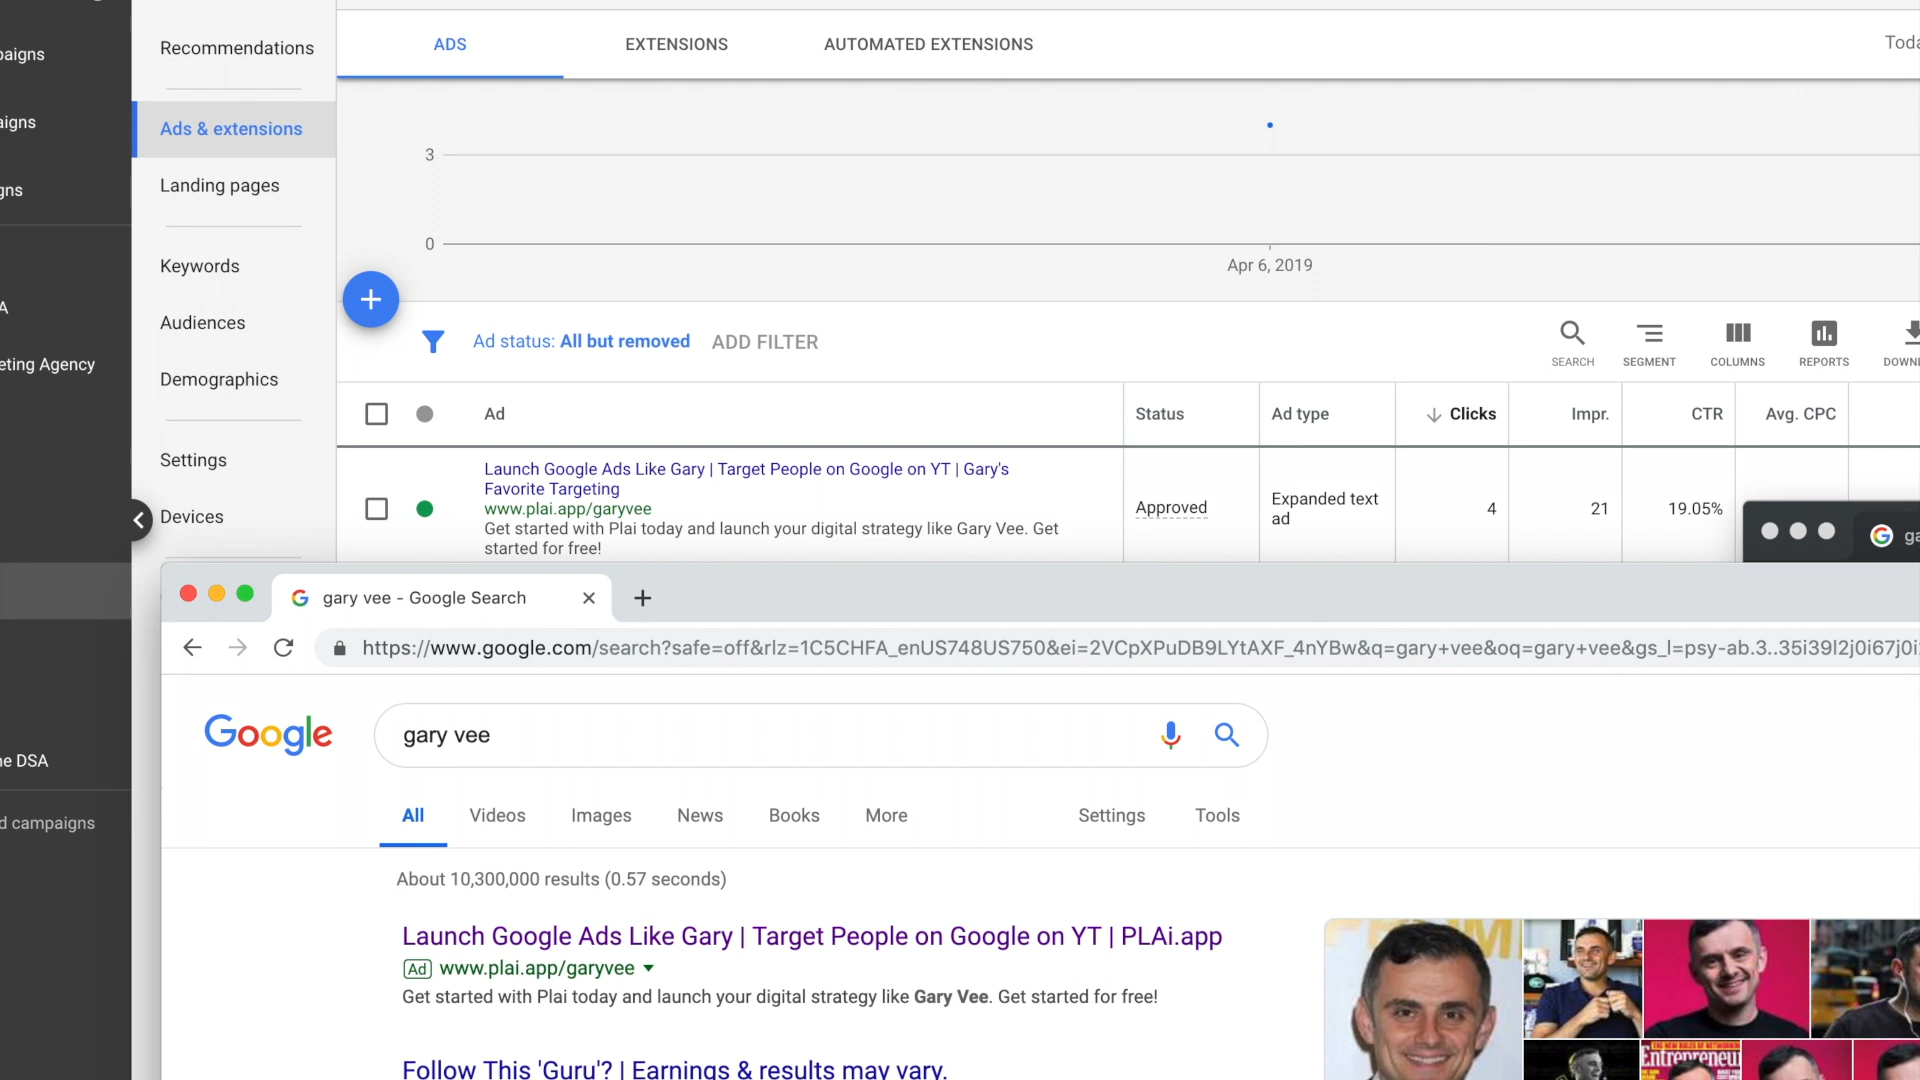 paigns
aigns
gns
A
eting Agency
ne DSA
d campaigns
Recommendations
Ads & extensions
Landing pages
Keywords
Audiences
Demographics
Settings
Devices
ADS
EXTENSIONS
AUTOMATED EXTENSIONS
Toda
3
0
Apr 6, 2019
Ad status: All but removed
ADD FILTER
SEARCH
SEGMENT
COLUMNS
REPORTS
DOWNL
Ad
Status
Ad type
Clicks
Impr.
CTR
Avg. CPC
Launch Google Ads Like Gary | Target People on Google on YT | Gary's
Favorite Targeting
www.plai.app/garyvee
Get started with Plai today and launch your digital strategy like Gary Vee. Get
started for free!
Approved
Expanded text
ad
4
21
19.05%
ga
gary vee - Google Search
https://www.google.com/search?safe=off&rlz=1C5CHFA_enUS748US750&ei=2VCpXPuDB9LYtAXF_4nYBw&q=gary+vee&oq=gary+vee&gs_l=psy-ab.3..35i39l2j0i67j0i
Google
gary vee
All
Videos
Images
News
Books
More
Settings
Tools
About 10,300,000 results (0.57 seconds)
Launch Google Ads Like Gary | Target People on Google on YT | PLAi.app
Ad www.plai.app/garyvee
Get started with Plai today and launch your digital strategy like Gary Vee. Get started for free!
Follow This 'Guru'? | Earnings & results may vary.
Entrepreneur